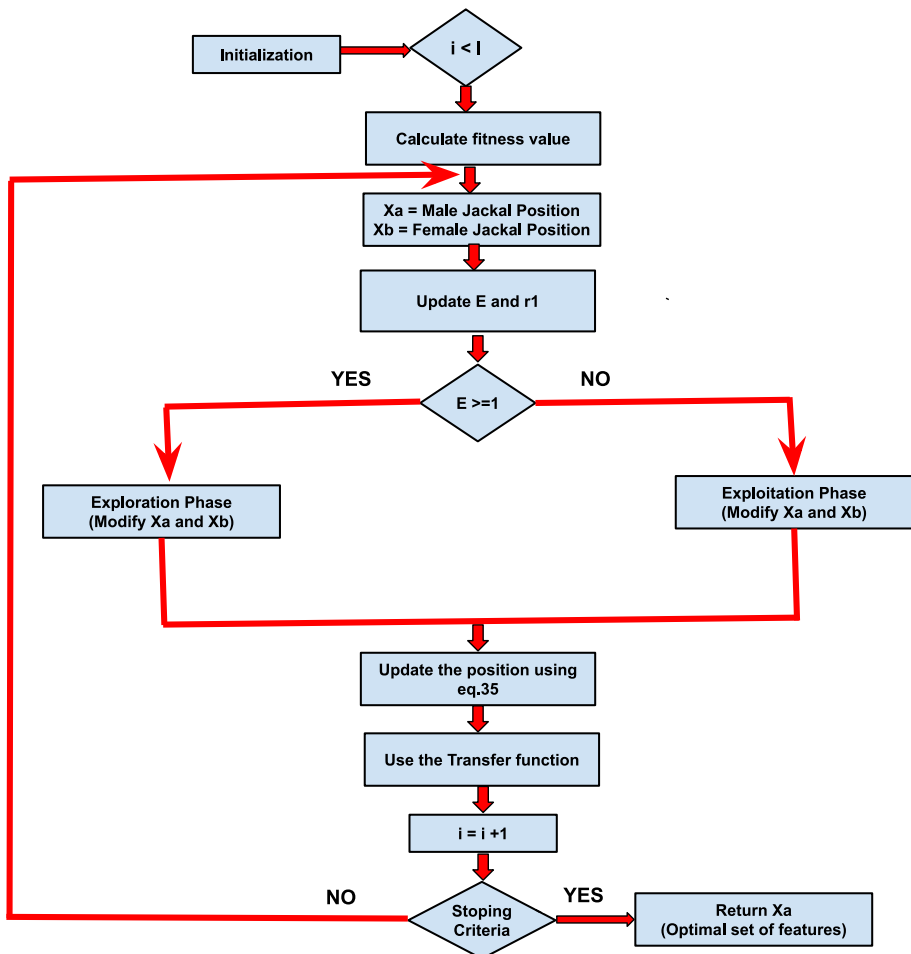 i < I
Initialization
Calculate fitness value
Xa = Male Jackal Position
Xb = Female Jackal Position
Update E and r1
YES
NO
E >=1
Exploration Phase
(Modify Xa and Xb)
Exploitation Phase
(Modify Xa and Xb)
Update the position using
eq.35
Use the Transfer function
i = i +1
NO
YES
Stoping
Criteria
Return Xa
(Optimal set of features)